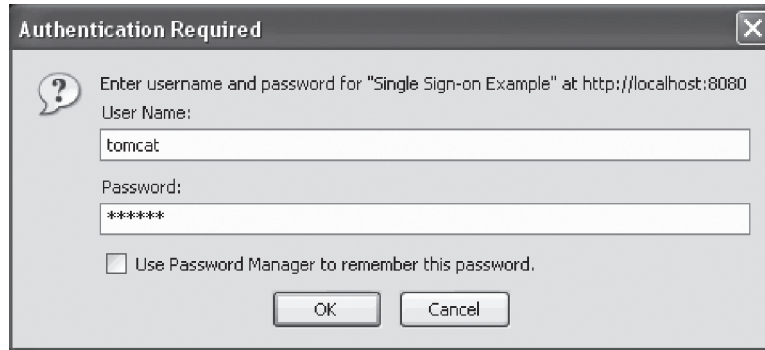 Authentication Required
Enter username and password for "Single Sign-on Example" at http://localhost:8080
User Name:
tomcat
Password:
******
Use Password Manager to remember this password.
OK
Cancel